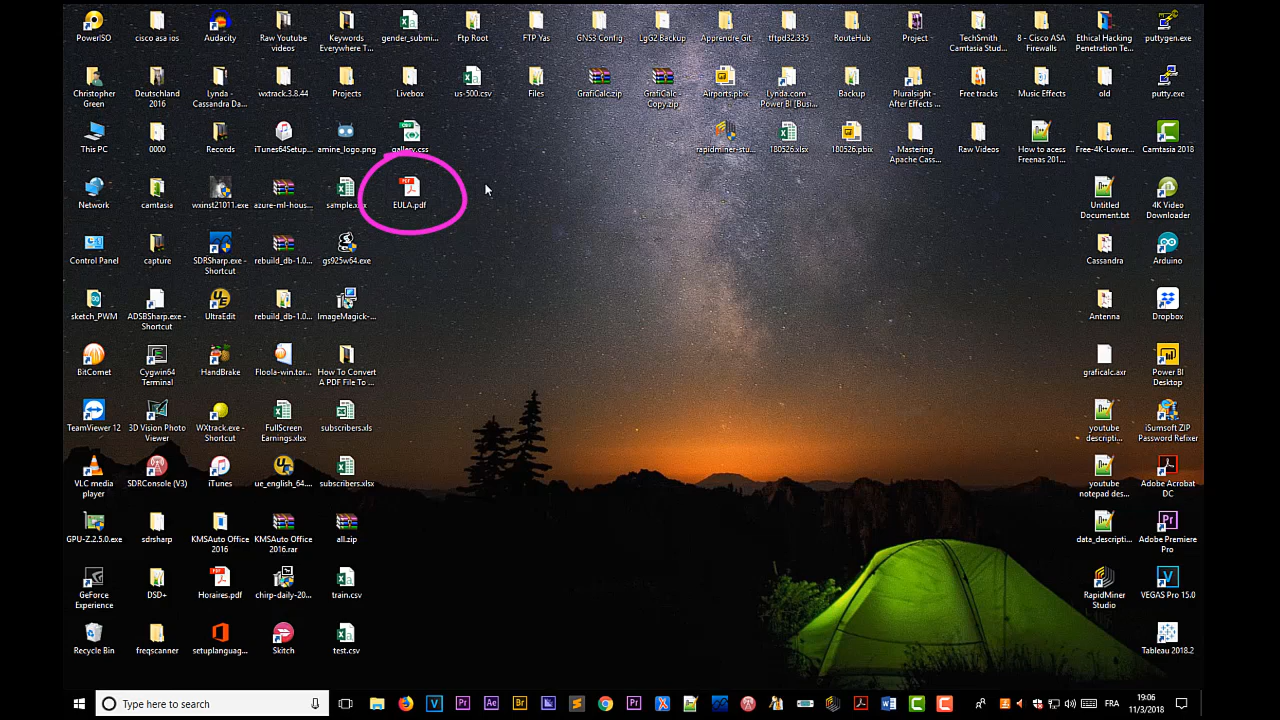 PowerISO
cisco asa ios
Audacity
Raw Youtube videos
Keywords Everywhere T...
gender_submi...
Ftp Root
FTP Yas
GNS3 Config
LgG2 Backup
Apprendre Git
tftpd32.335
RouteHub
Project
TechSmith Camtasia Stud...
8 - Cisco ASA Firewalls
Ethical Hacking Penetration Te...
puttygen.exe
Christopher Green
Deutschland 2016
Lynda - Cassandra Da...
wxtrack.3.8.44
Projects
Livebox
us-500.csv
Files
GrafiCalc.zip
GrafiCalc - Copy.zip
Airports.pbix
Lynda.com - Power BI [Busi...
Backup
Pluralsight - After Effects ...
Free tracks
Music Effects
old
putty.exe
This PC
0000
Records
iTunes64Setup...
amine_logo.png
gallery.css
rapidminer-stu...
180526.xlsx
180526.pbix
Mastering Apache Cass...
Raw Videos
How to acess Freenas 201...
Free-4K-Lower...
Camtasia 2018
Network
camtasia
wxinst21011.exe
azure-ml-hous...
EULA.pdf
Untitled Document.txt
4K Video Downloader
Control Panel
capture
SDRSharp.exe - Shortcut
rebuild_db-1.0...
gs925w64.exe
Cassandra
Arduino
sketch_PWM
ADSBSharp.exe - Shortcut
UltraEdit
rebuild_db-1.0...
ImageMagick-...
Antenna
Dropbox
BitComet
Cygwin64 Terminal
HandBrake
Floola-win.tor...
How To Convert A PDF File To ...
graficalc.axr
Power BI Desktop
TeamViewer 12
3D Vision Photo Viewer
WXtrack.exe - Shortcut
FullScreen Earnings.xlsx
subscribers.xls
youtube descripti...
iSumsoft ZIP Password Refixer
VLC media player
SDRConsole (V3)
iTunes
ue_english_64...
subscribers.xlsx
youtube notepad des...
Adobe Acrobat DC
GPU-Z.2.5.0.exe
sdrsharp
KMSAuto Office 2016
KMSAuto Office 2016.rar
all.zip
data_descripti...
Adobe Premiere Pro
GeForce Experience
DSD+
Horaires.pdf
chirp-daily-20...
train.csv
RapidMiner Studio
VEGAS Pro 15.0
Recycle Bin
freqscanner
setuplanguag...
Skitch
test.csv
Tableau 2018.2
Type here to search
FRA
19:06
11/3/2018